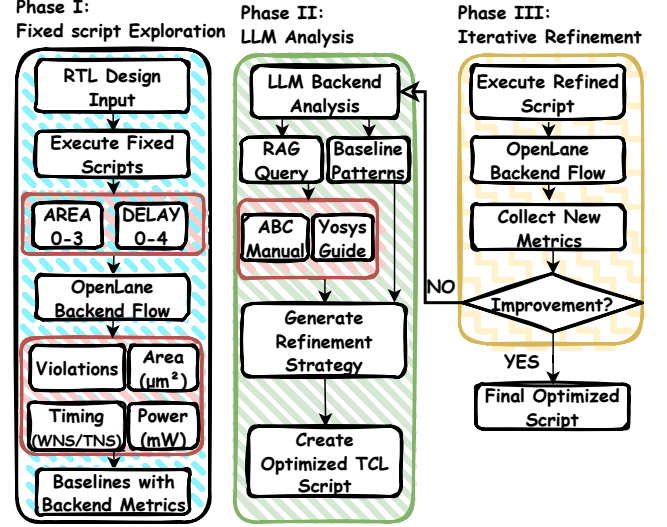 Phase I:
Fixed script Exploration
RTL Design
Input
Execute Fixed
Scripts
AREA
0-3
DELAY
0-4
OpenLane
Backend Flow
Violations
Area
(μm²)
Timing
(WNS/TNS)
Power
(mW)
Baselines with
Backend Metrics
Phase II:
LLM Analysis
LLM Backend
Analysis
RAG
Query
Baseline
Patterns
ABC
Manual
Yosys
Guide
Generate
Refinement
Strategy
Create
Optimized TCL
Script
Phase III:
Iterative Refinement
Execute Refined
Script
OpenLane
Backend Flow
Collect New
Metrics
Improvement?
NO
YES
Final Optimized
Script